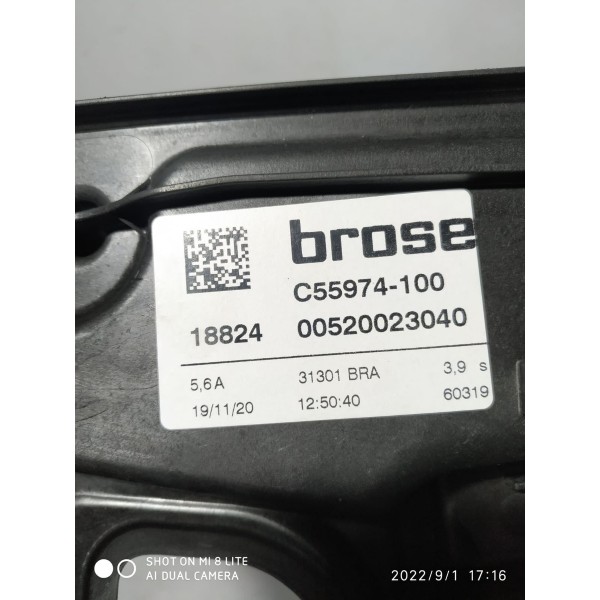 brose
C55974-100
18824 00520023040
5,6A 31301 BRA 3,9 s
19/11/20 12:50:40 60319
SHOT ON MI 8 LITE
AI DUAL CAMERA
2022/9/1 17:16